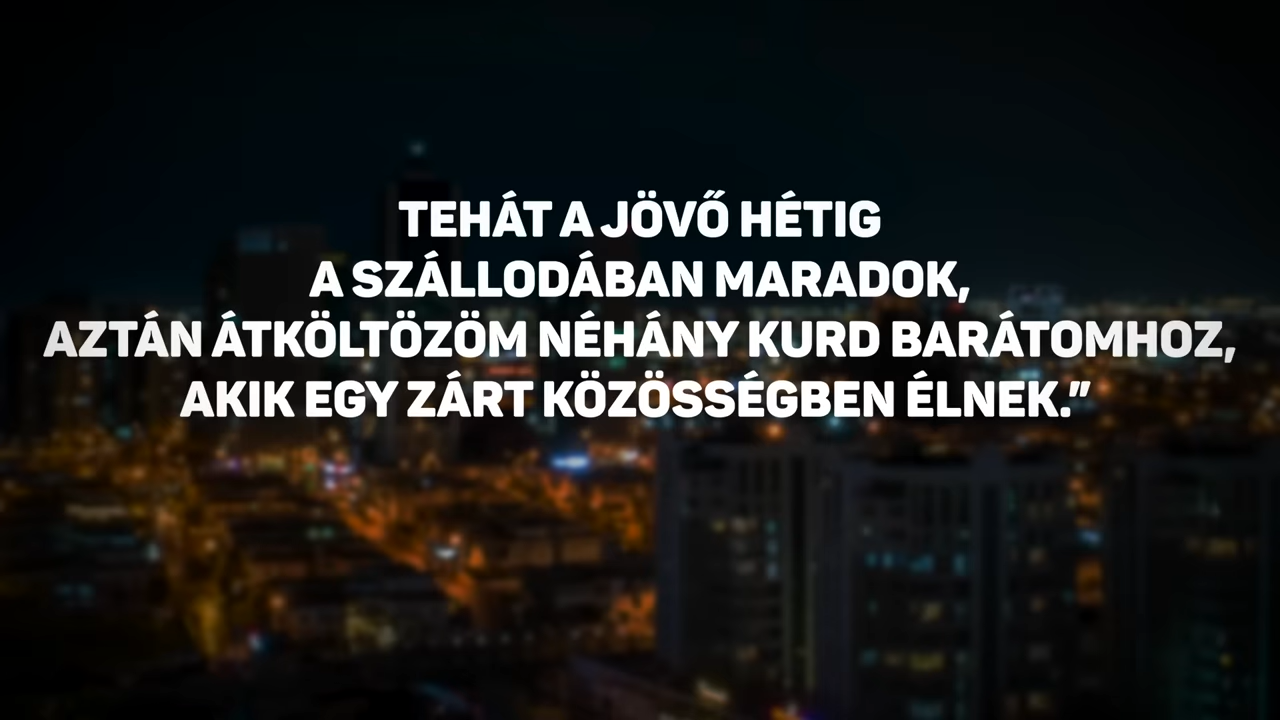 TEHÁT A JÖVŐ HÉTIG
A SZÁLLODÁBAN MARADOK,
AZTÁN ÁTKÖLTÖZÖM NÉHÁNY KURD BARÁTOMHOZ,
AKIK EGY ZÁRT KÖZÖSSÉGBEN ÉLNEK.”